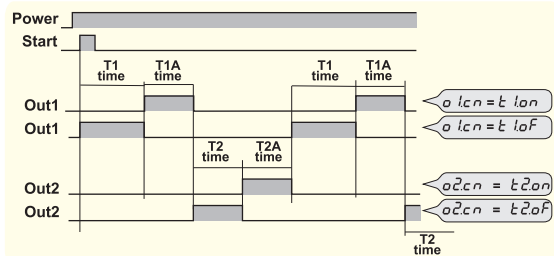 Power
Start
T1 time
T1A time
T1 time
T1A time
Out1
o1.cn = t1.on
Out1
o1.cn = t1.oF
T2 time
T2A time
Out2
o2.cn = t2.on
Out2
o2.cn = t2.oF
T2 time